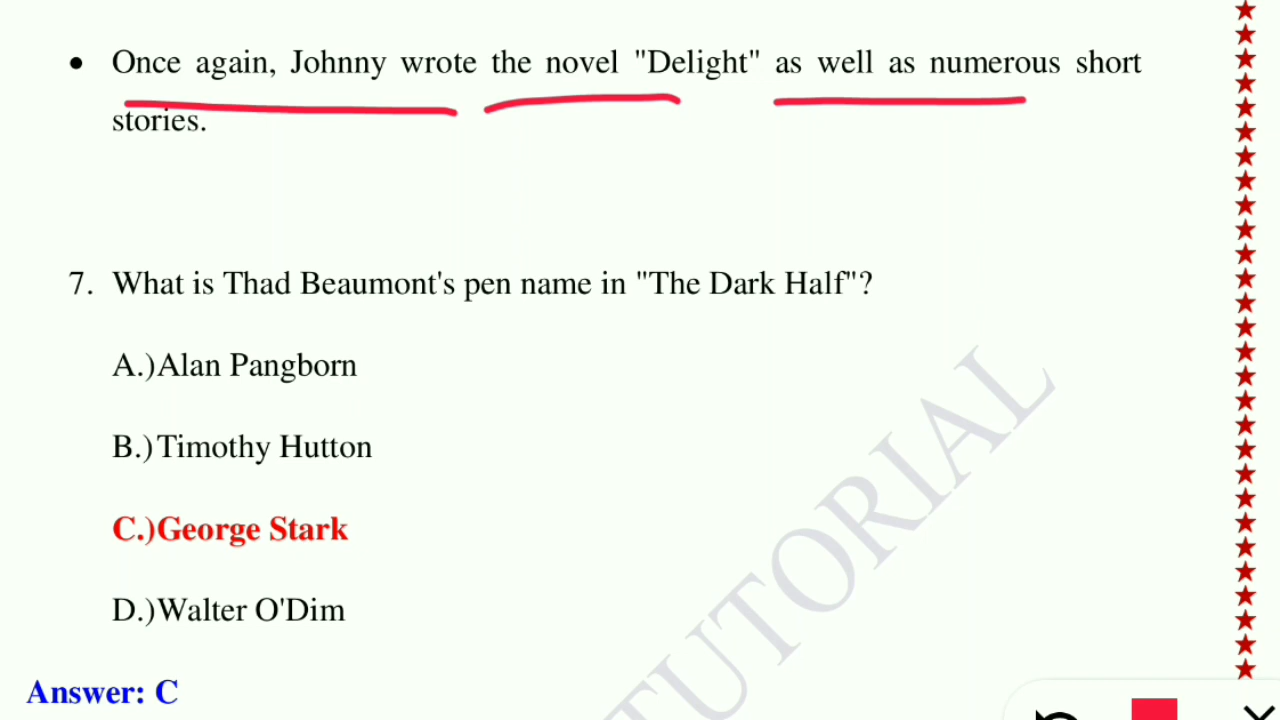 • Once again, Johnny wrote the novel "Delight" as well as numerous short
stories.
7. What is Thad Beaumont's pen name in "The Dark Half"?
A.)Alan Pangborn
B.)Timothy Hutton
C.)George Stark
D.)Walter O'Dim
Answer: C
TUTORIAL